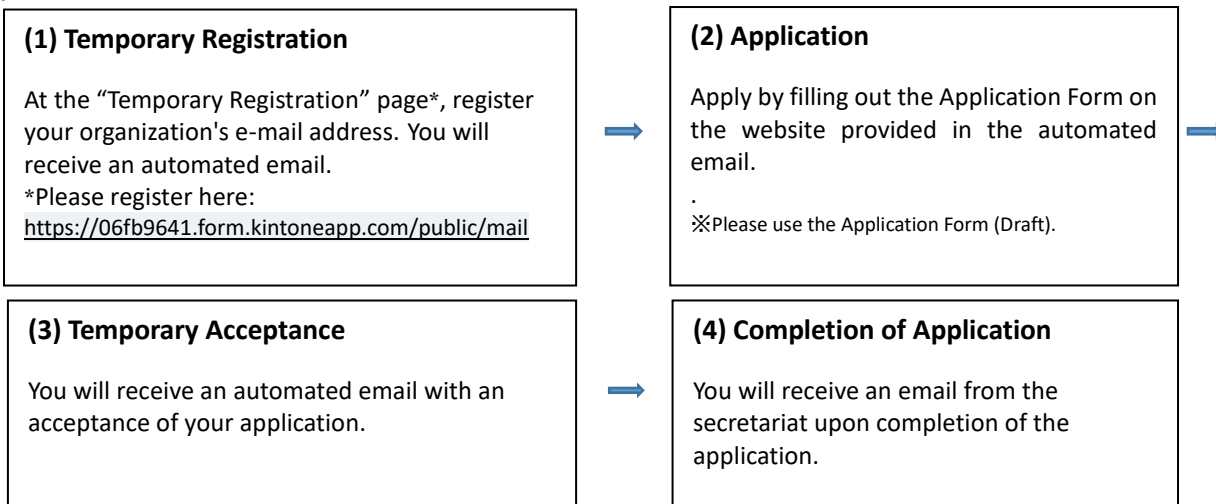 (1) Temporary Registration
At the “Temporary Registration” page*, register
your organization's e-mail address. You will
receive an automated email.
*Please register here:
https://06fb9641.form.kintoneapp.com/public/mail
(2) Application
Apply by filling out the Application Form on
the website provided in the automated
email.
.
※Please use the Application Form (Draft).
(3) Temporary Acceptance
You will receive an automated email with an
acceptance of your application.
(4) Completion of Application
You will receive an email from the
secretariat upon completion of the
application.